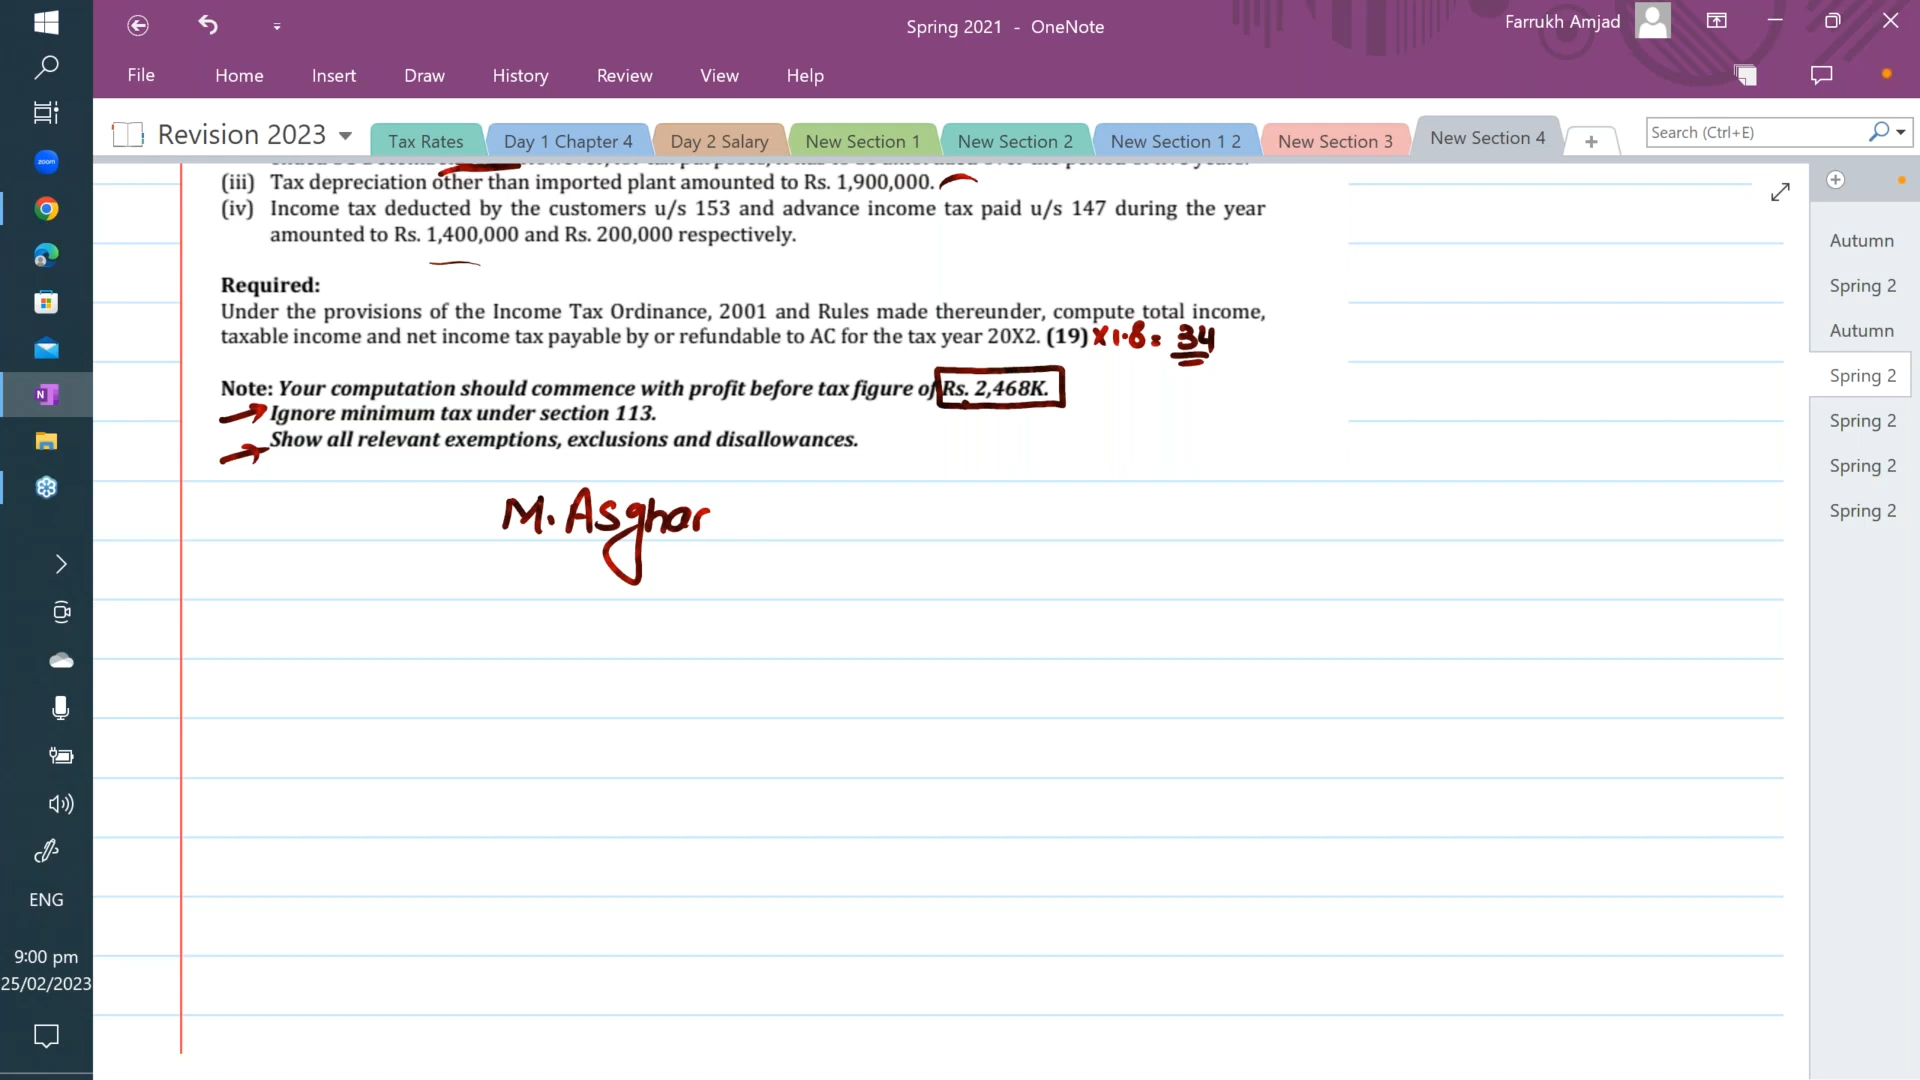 Spring 2021 - OneNote
Farrukh Amjad
File Home Insert Draw History Review View Help
Revision 2023
Tax Rates
Day 1 Chapter 4
Day 2 Salary
New Section 1
New Section 2
New Section 1 2
New Section 3
New Section 4
Search (Ctrl+E)
(iii) Tax depreciation other than imported plant amounted to Rs. 1,900,000.
(iv) Income tax deducted by the customers u/s 153 and advance income tax paid u/s 147 during the year
amounted to Rs. 1,400,000 and Rs. 200,000 respectively.
Required:
Under the provisions of the Income Tax Ordinance, 2001 and Rules made thereunder, compute total income,
taxable income and net income tax payable by or refundable to AC for the tax year 20X2. (19) x1.8= 34
Note: Your computation should commence with profit before tax figure of Rs. 2,468K.
Ignore minimum tax under section 113.
Show all relevant exemptions, exclusions and disallowances.
M. Asghar
Autumn
Spring 2
Autumn
Spring 2
Spring 2
Spring 2
Spring 2
zoom
ENG
9:00 pm
25/02/2023